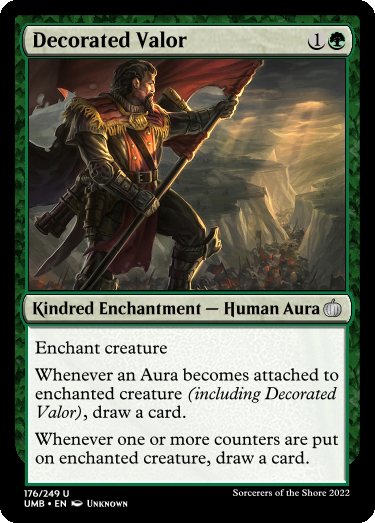 Decorated Valor 1
Kindred Enchantment — Human Aura
Enchant creature
Whenever an Aura becomes attached to
enchanted creature (including Decorated
Valor), draw a card.
Whenever one or more counters are put
on enchanted creature, draw a card.
176/249 U
Sorcerers of the Shore 2022
UMB • EN Unknown